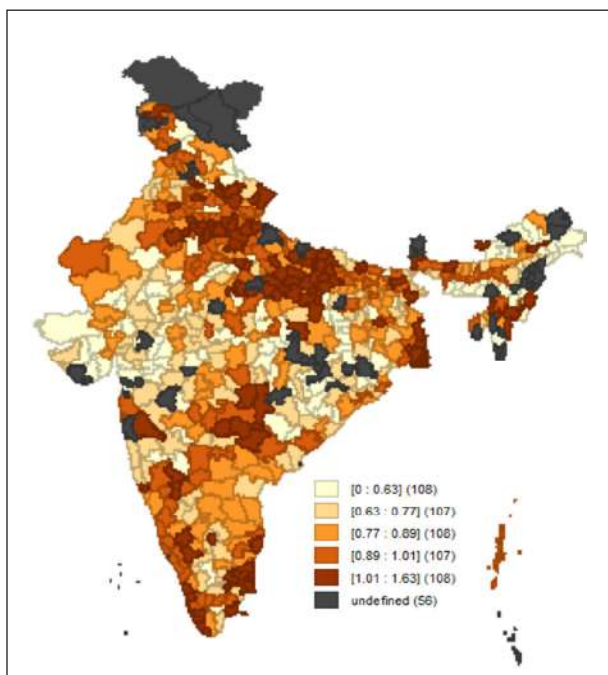 [0 : 0.63] (108)
[0.63 : 0.77] (107)
[0.77 : 0.89] (108)
[0.89 : 1.01] (107)
[1.01 : 1.63] (108)
undefined (56)